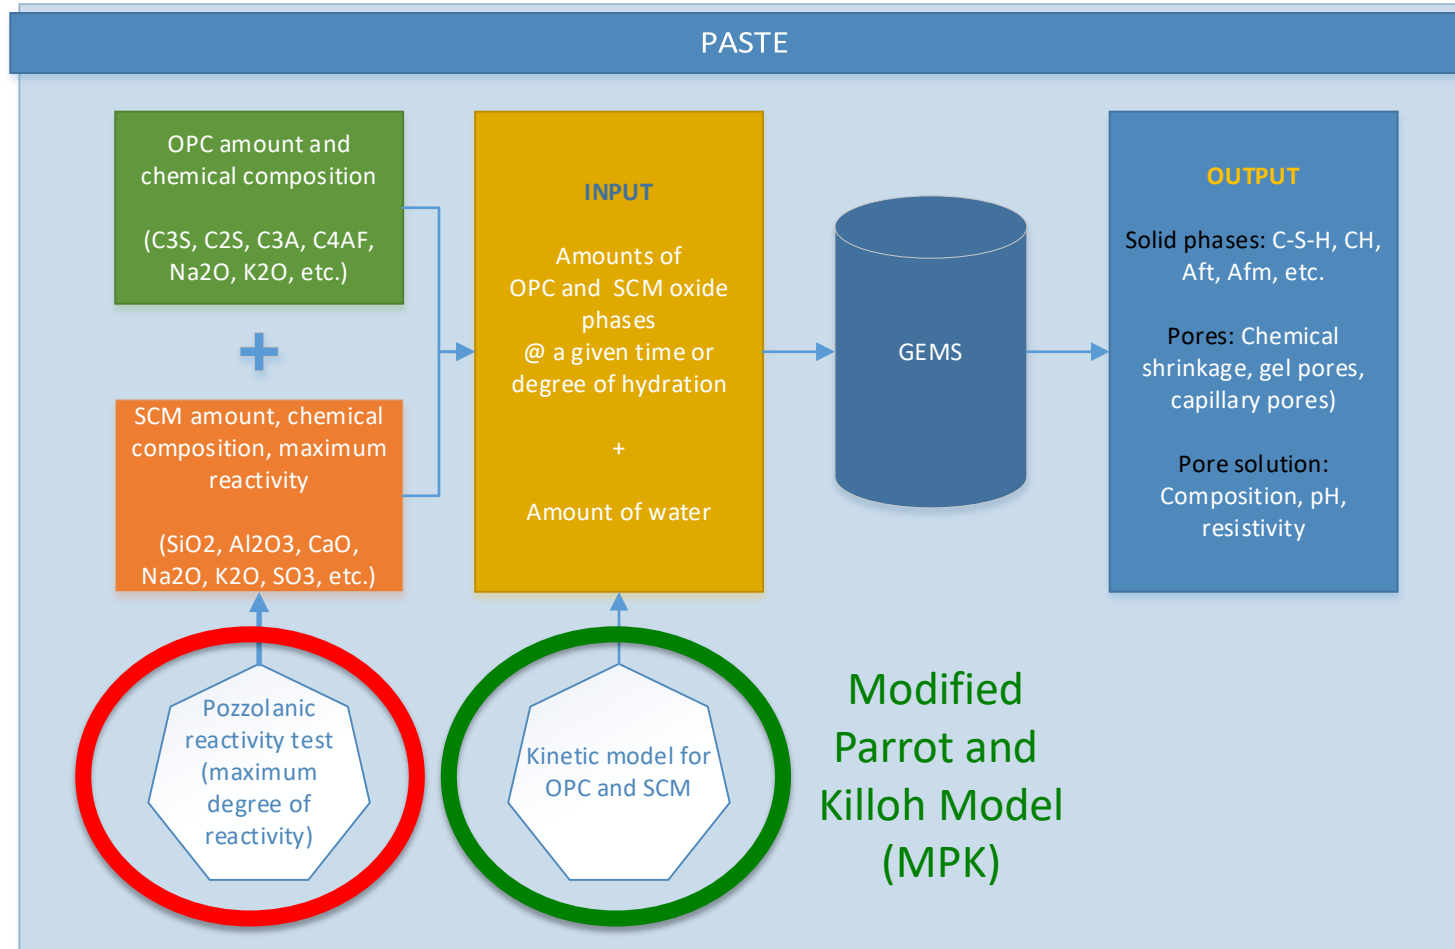 PASTE
OPC amount and
chemical composition
(C3S, C2S, C3A, C4AF,
Na2O, K2O, etc.)
SCM amount, chemical
composition, maximum
reactivity
(SiO2, Al2O3, CaO,
Na2O, K2O, SO3, etc.)
Pozzolanic
reactivity test
(maximum
degree of
reactivity)
INPUT
Amounts of
OPC and SCM oxide
phases
@ a given time or
degree of hydration
+
Amount of water
Kinetic model for
OPC and SCM
Modified
Parrot and
Killoh Model
(MPK)
GEMS
OUTPUT
Solid phases: C-S-H, CH,
Aft, Afm, etc.
Pores: Chemical
shrinkage, gel pores,
capillary pores)
Pore solution:
Composition, pH,
resistivity